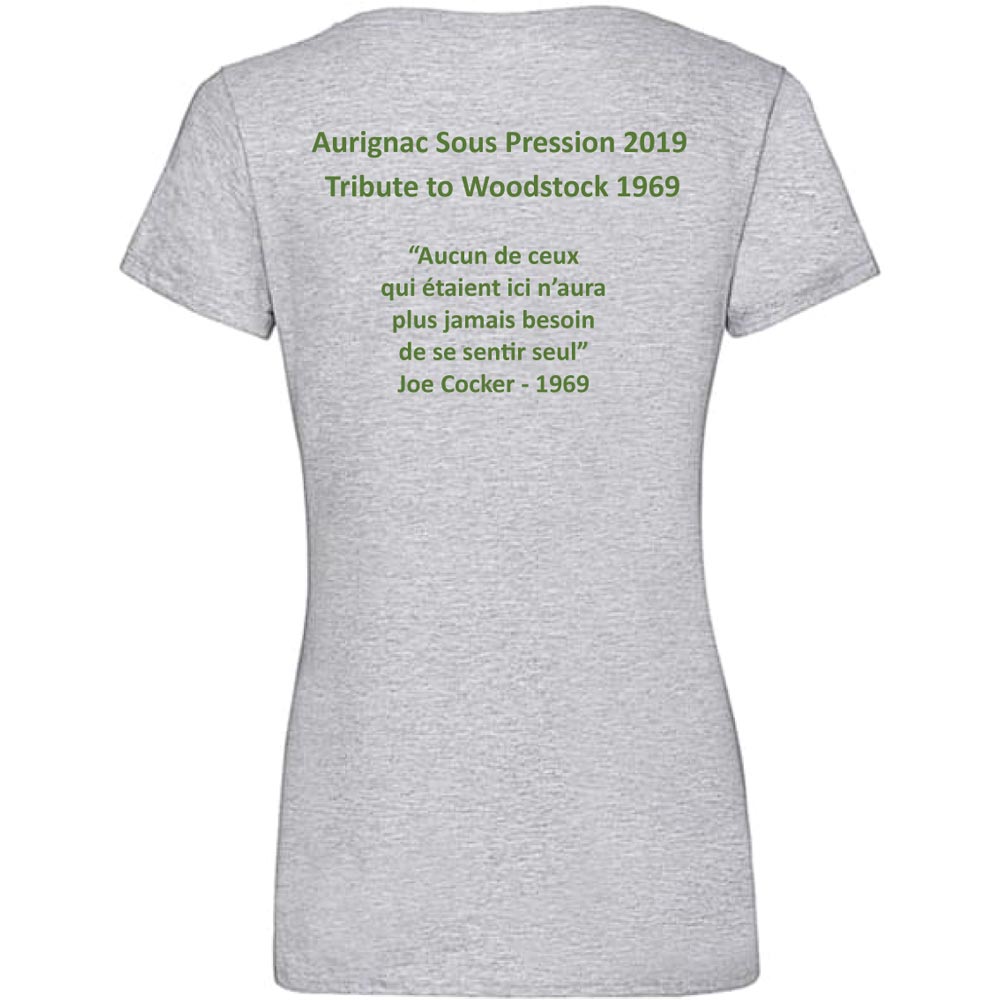 Aurignac Sous Pression 2019
Tribute to Woodstock 1969
“Aucun de ceux
qui étaient ici n’aura
plus jamais besoin
de se sentir seul”
Joe Cocker - 1969